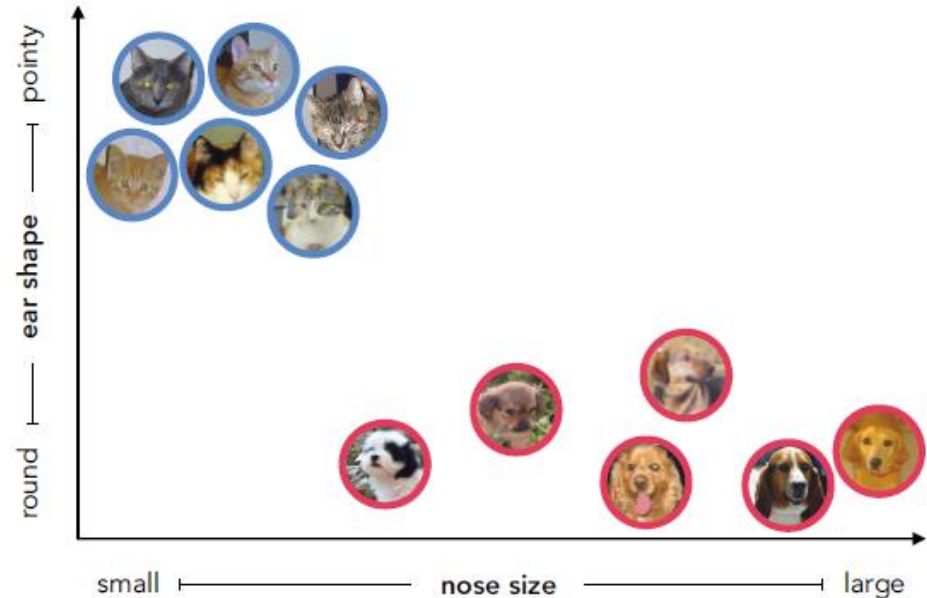 pointy
ear shape
round
small
nose size
large